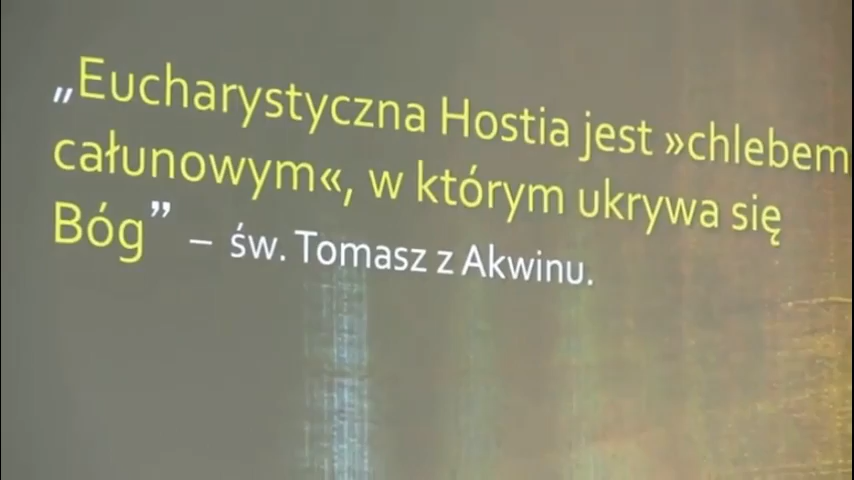 „Eucharystyczna Hostia jest »chlebem
całunowym«, w którym ukrywa się
Bóg” – św. Tomasz z Akwinu.